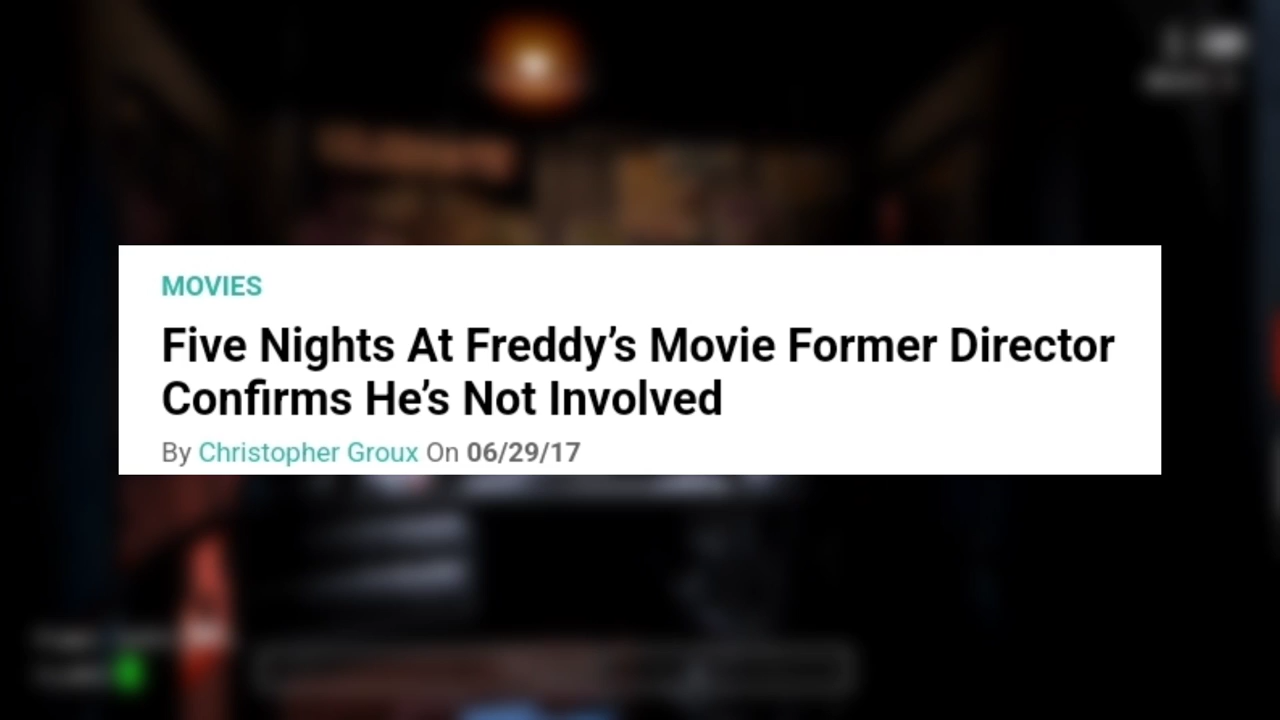 MOVIES
Five Nights At Freddy’s Movie Former Director
Confirms He’s Not Involved
By Christopher Groux On 06/29/17